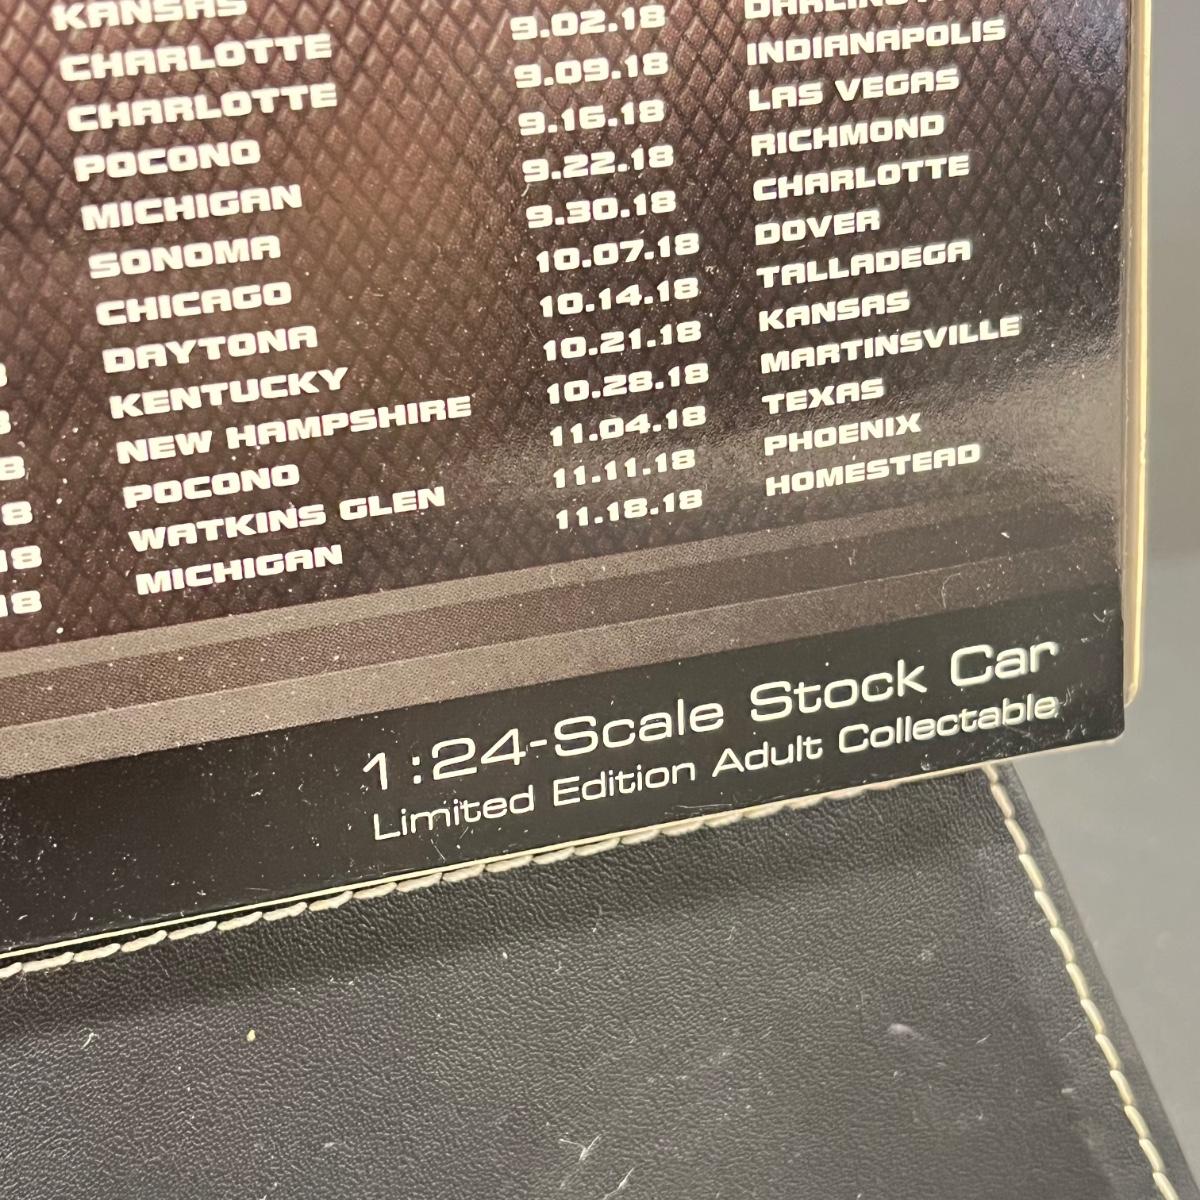 KANSAS
CHARLOTTE
CHARLOTTE
POCONO
MICHIGAN
SONOMA
CHICAGO
DAYTONA
KENTUCKY
NEW HAMPSHIRE
POCONO
WATKINS GLEN
18 MICHIGAN
9.02.18
9.09.18 INDIANAPOLIS
9.16.18 LAS VEGAS
9.22.18 RICHMOND
9.30.18 CHARLOTTE
10.07.18 DOVER
10.14.18 TALLADEGA
10.21.18 KANSAS
10.28.18 MARTINSVILLE
11.04.18 TEXAS
11.11.18 PHOENIX
11.18.18 HOMESTEAD
1:24-Scale Stock Car
Limited Edition Adult Collectable